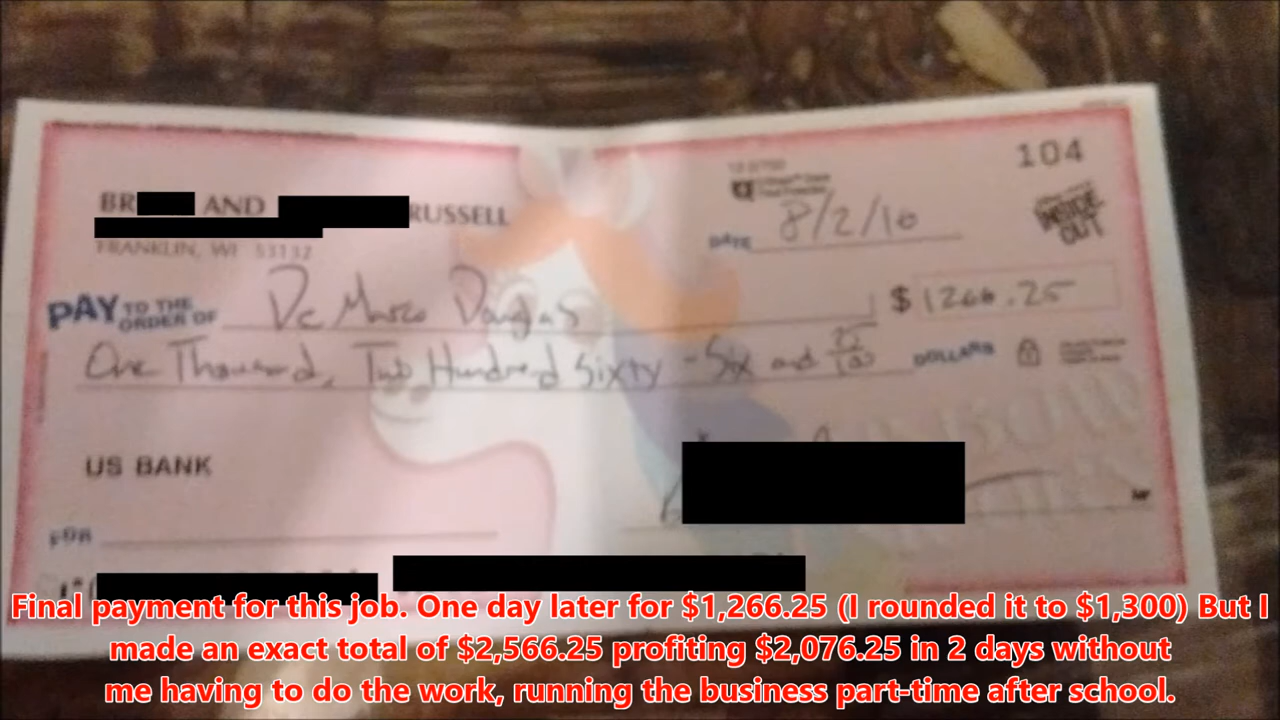 104
BR AND RUSSELL
FRANKLIN, WI 53132
INSIDE
OUT
DATE 8/2/16
PAY TO THE
ORDER OF DeMarco Douglas $ 1266.25
One Thousand, Two Hundred Sixty-Six and 25/100 DOLLARS
US BANK
FOR
MP
Final payment for this job. One day later for $1,266.25 (I rounded it to $1,300) But I
made an exact total of $2,566.25 profiting $2,076.25 in 2 days without
me having to do the work, running the business part-time after school.